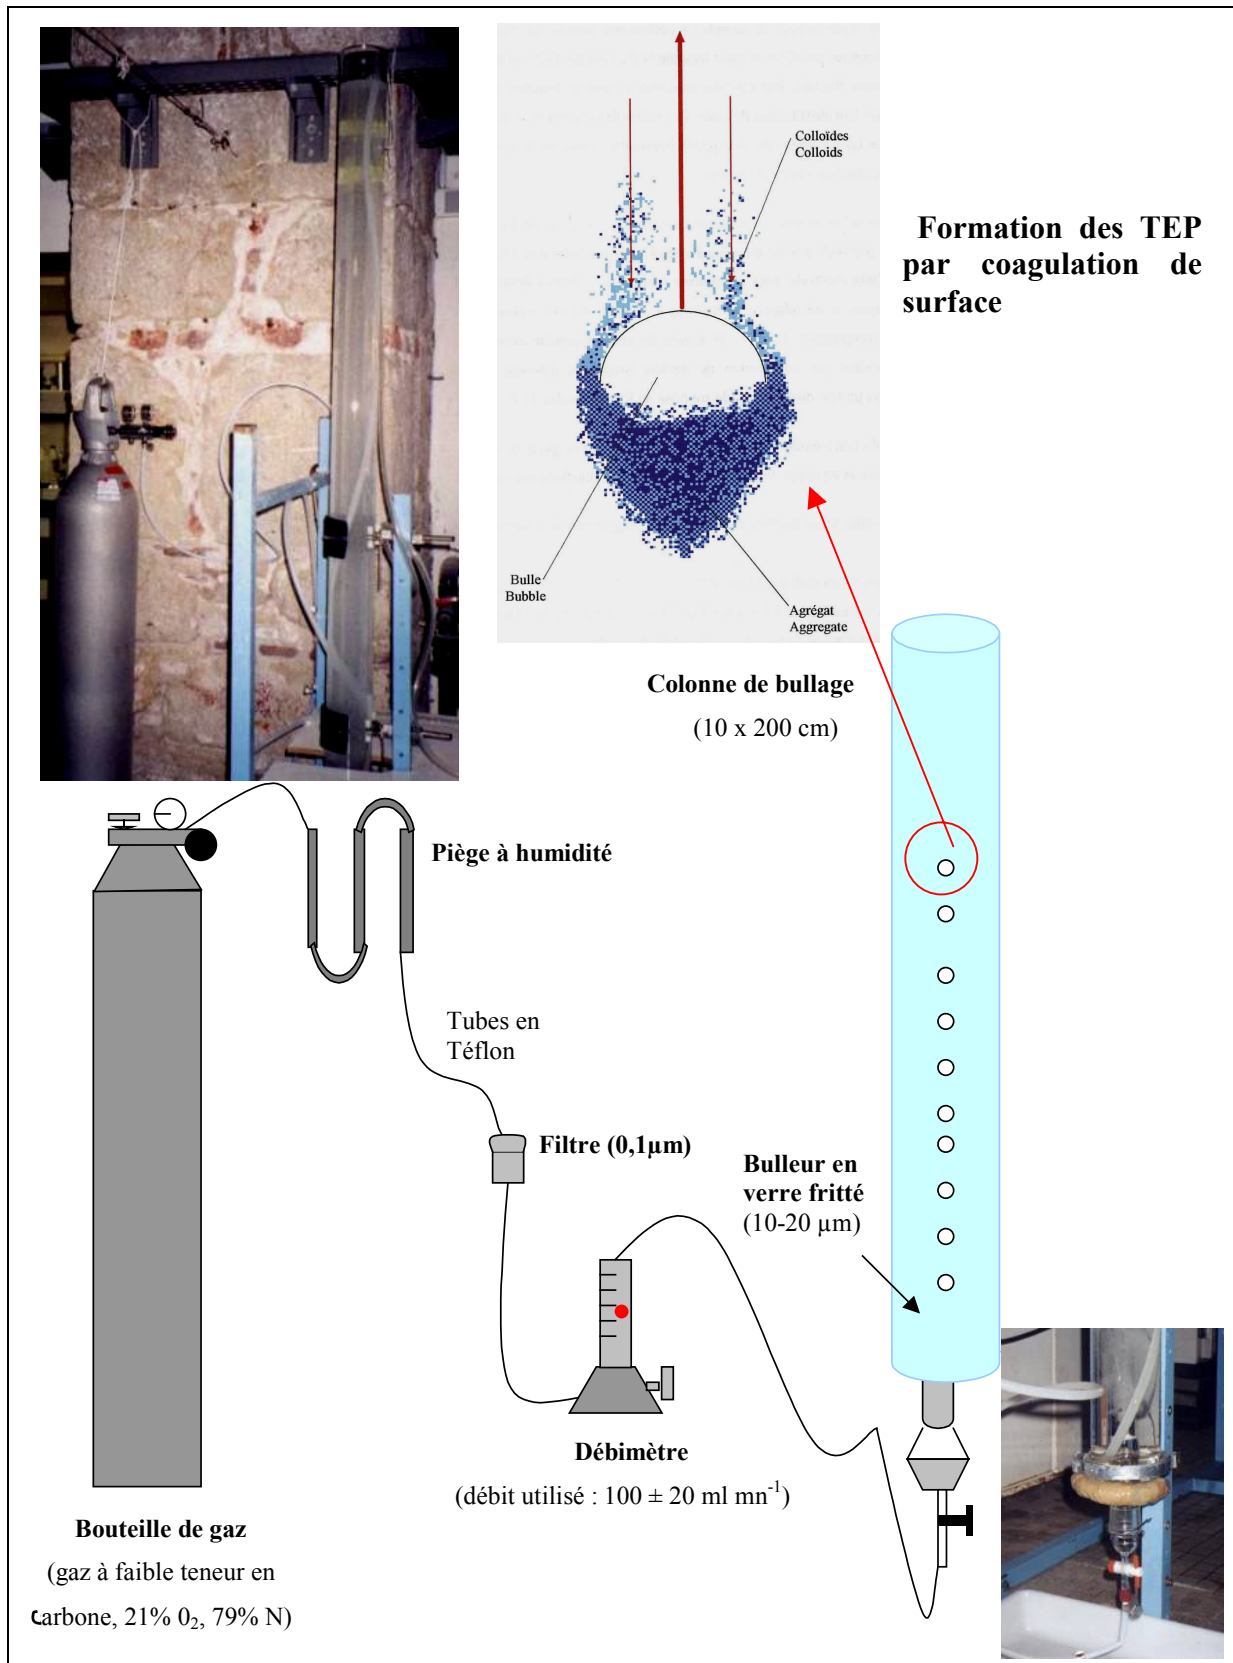 Colloïdes
Colloids
Formation des TEP
par coagulation de
surface
Bulle
Bubble
Agrégat
Aggregate
Colonne de bullage
(10 x 200 cm)
Piège à humidité
Tubes en
Téflon
Filtre (0,1µm)
Bulleur en
verre fritté
(10-20 µm)
Débimètre
(débit utilisé : 100 ± 20 ml mn⁻¹)
Bouteille de gaz
(gaz à faible teneur en
carbone, 21% 0₂, 79% N)